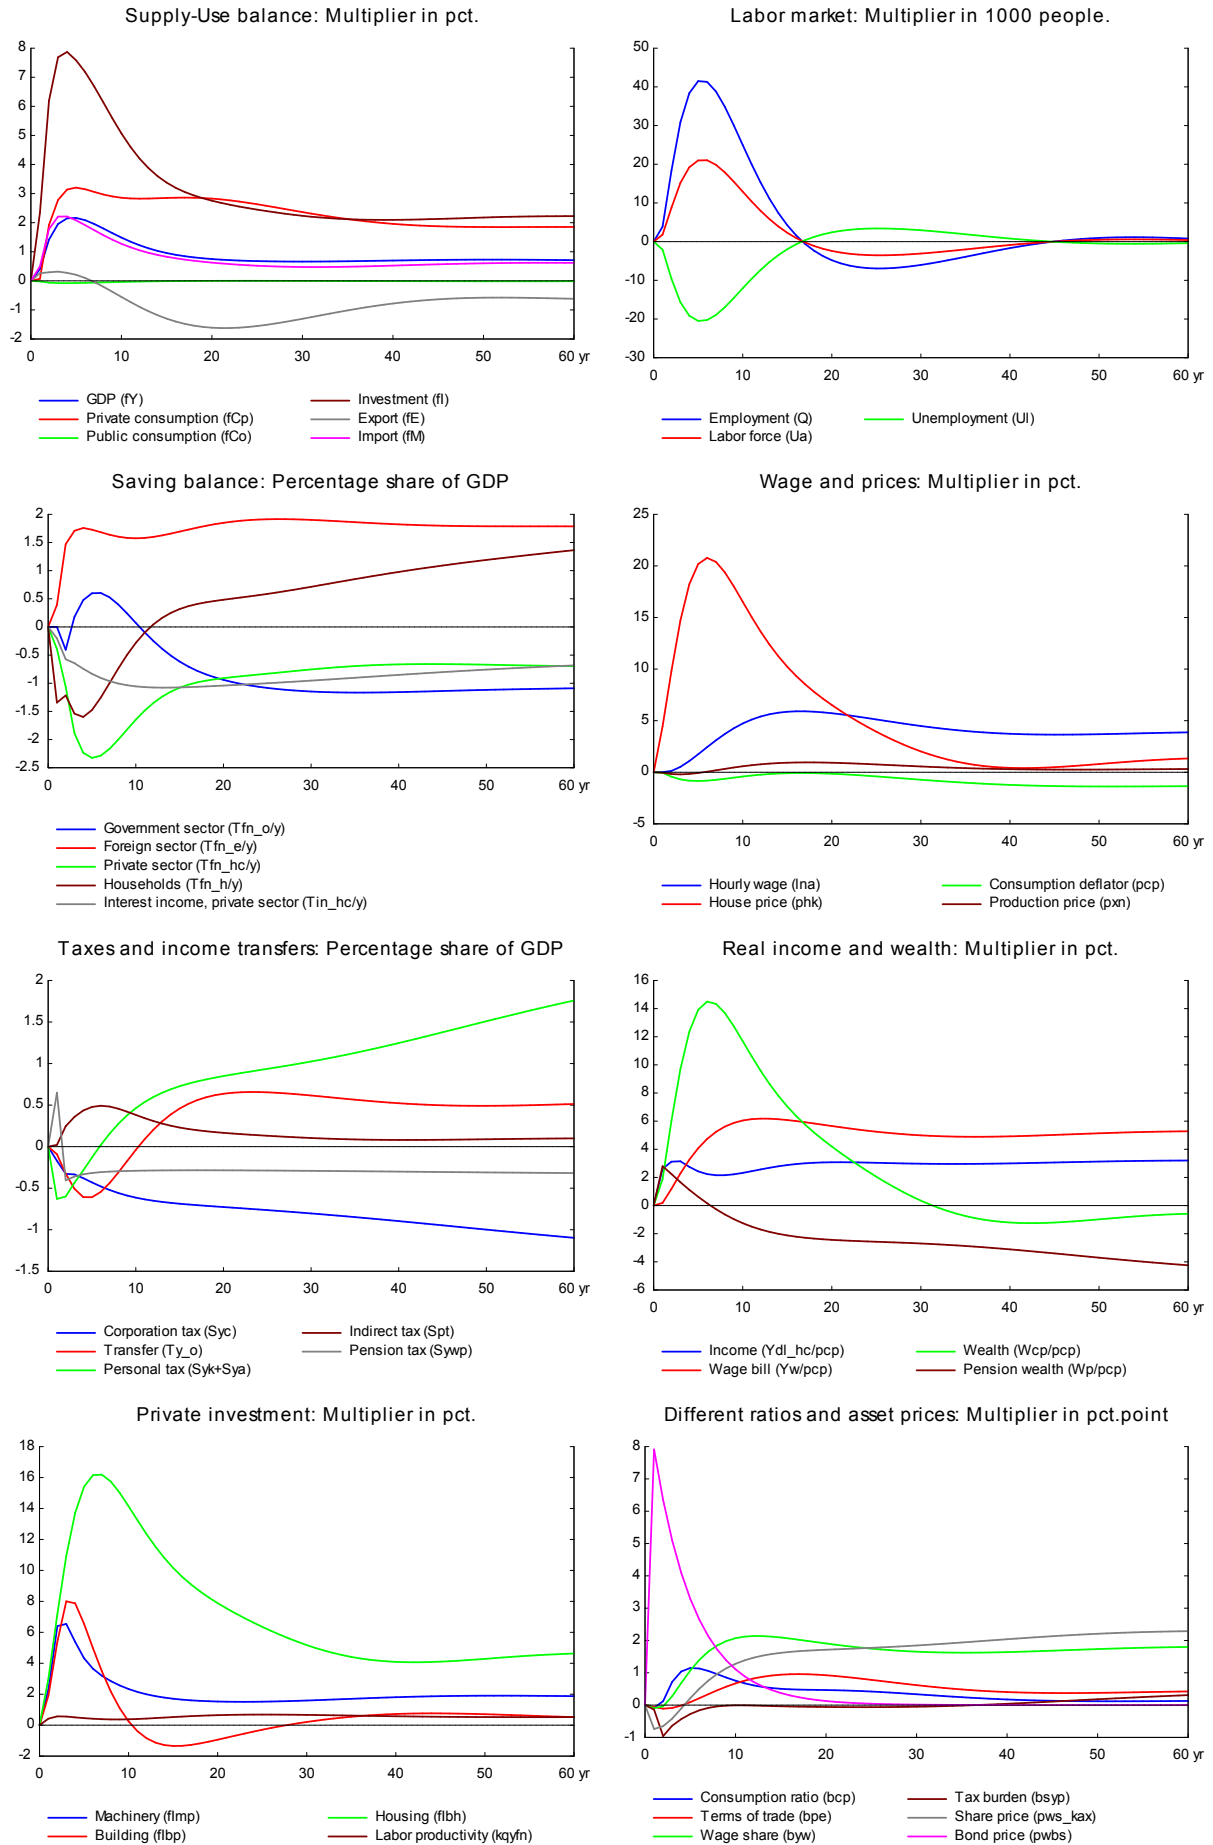 Supply-Use balance: Multiplier in pct.
8
7
6
5
4
3
2
1
0
-1
-2
0 10 20 30 40 50 60 yr
GDP (fY)
Investment (fI)
Private consumption (fCp)
Export (fE)
Public consumption (fCo)
Import (fM)
Labor market: Multiplier in 1000 people.
50
40
30
20
10
0
-10
-20
-30
0 10 20 30 40 50 60 yr
Employment (Q)
Unemployment (Ul)
Labor force (Ua)
Saving balance: Percentage share of GDP
2
1.5
1
0.5
0
-0.5
-1
-1.5
-2
-2.5
0 10 20 30 40 50 60 yr
Government sector (Tfn_o/y)
Foreign sector (Tfn_e/y)
Private sector (Tfn_hc/y)
Households (Tfn_h/y)
Interest income, private sector (Tin_hc/y)
Wage and prices: Multiplier in pct.
25
20
15
10
5
0
-5
0 10 20 30 40 50 60 yr
Hourly wage (lna)
Consumption deflator (pcp)
House price (phk)
Production price (pxn)
Taxes and income transfers: Percentage share of GDP
2
1.5
1
0.5
0
-0.5
-1
-1.5
0 10 20 30 40 50 60 yr
Corporation tax (Syc)
Indirect tax (Spt)
Transfer (Ty_o)
Pension tax (Sywp)
Personal tax (Syk+Sya)
Real income and wealth: Multiplier in pct.
16
14
12
10
8
6
4
2
0
-2
-4
-6
0 10 20 30 40 50 60 yr
Income (Ydl_hc/pcp)
Wealth (Wcp/pcp)
Wage bill (Yw/pcp)
Pension wealth (Wp/pcp)
Private investment: Multiplier in pct.
18
16
14
12
10
8
6
4
2
0
-2
0 10 20 30 40 50 60 yr
Machinery (fImp)
Housing (fIbh)
Building (fIbp)
Labor productivity (kqyfn)
Different ratios and asset prices: Multiplier in pct.point
8
7
6
5
4
3
2
1
0
-1
0 10 20 30 40 50 60 yr
Consumption ratio (bcp)
Tax burden (bsyp)
Terms of trade (bpe)
Share price (pws_kax)
Wage share (byw)
Bond price (pwbs)